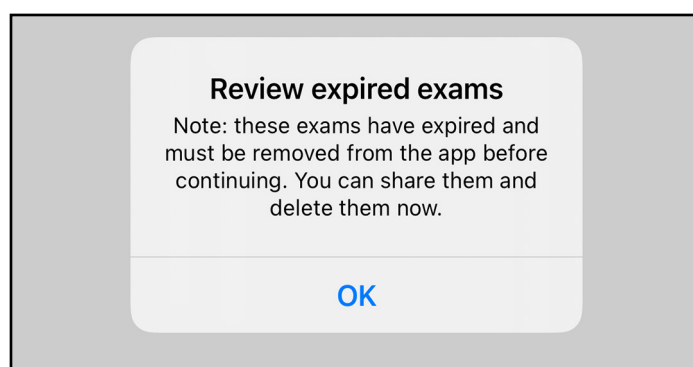 Review expired exams
Note: these exams have expired and
must be removed from the app before
continuing. You can share them and
delete them now.
OK